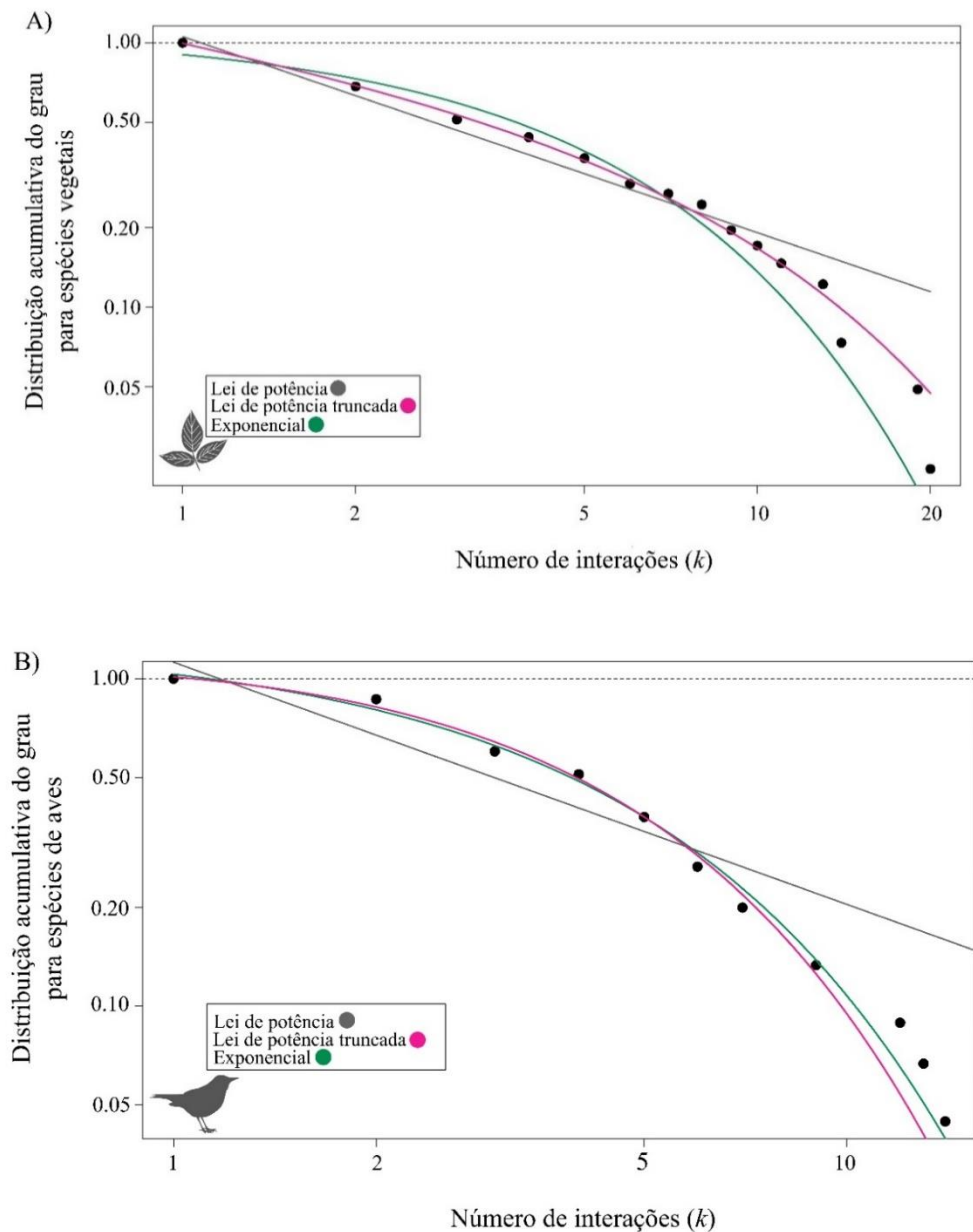 A)
Distribuição acumulativa do grau
para espécies vegetais
1.00
0.50
0.20
0.10
0.05
Lei de potência
Lei de potência truncada
Exponencial
1
2
5
10
20
Número de interações (k)
B)
Distribuição acumulativa do grau
para espécies de aves
1.00
0.50
0.20
0.10
0.05
Lei de potência
Lei de potência truncada
Exponencial
1
2
5
10
Número de interações (k)